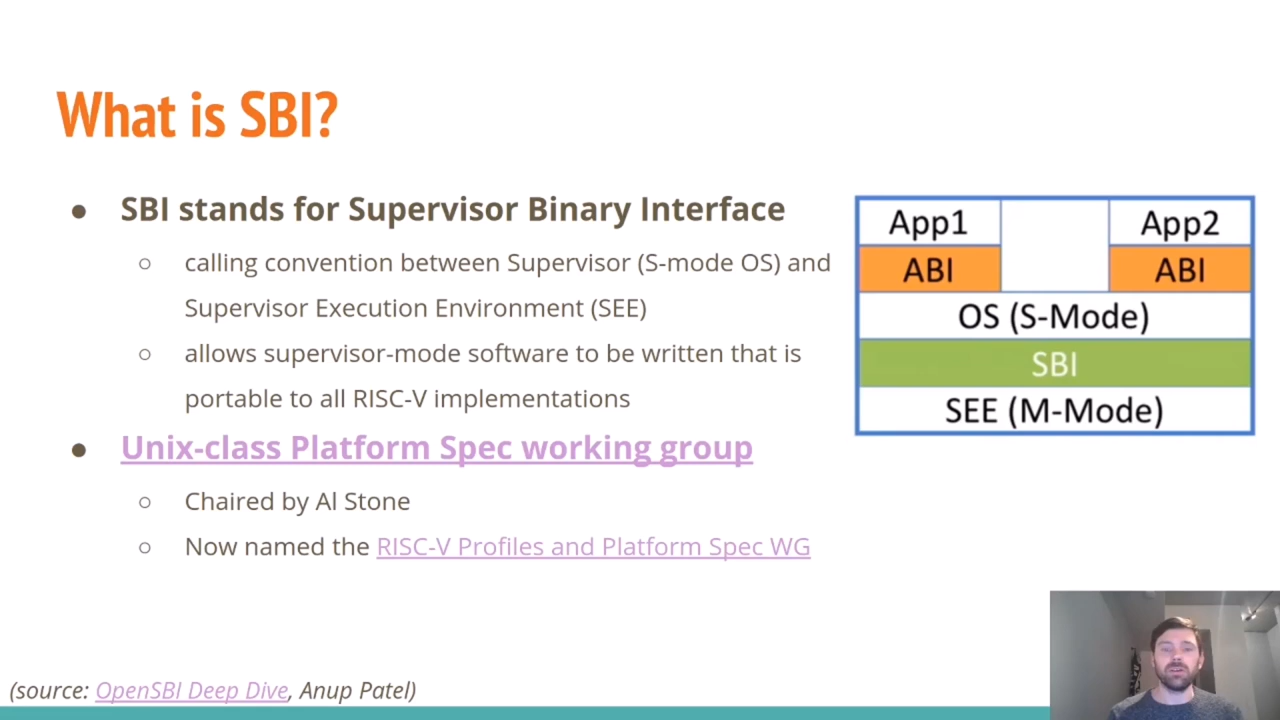 What is SBI?
● SBI stands for Supervisor Binary Interface
○ calling convention between Supervisor (S-mode OS) and
Supervisor Execution Environment (SEE)
○ allows supervisor-mode software to be written that is
portable to all RISC-V implementations
● Unix-class Platform Spec working group
○ Chaired by Al Stone
○ Now named the RISC-V Profiles and Platform Spec WG
App1 App2
ABI ABI
OS (S-Mode)
SBI
SEE (M-Mode)
(source: OpenSBI Deep Dive, Anup Patel)